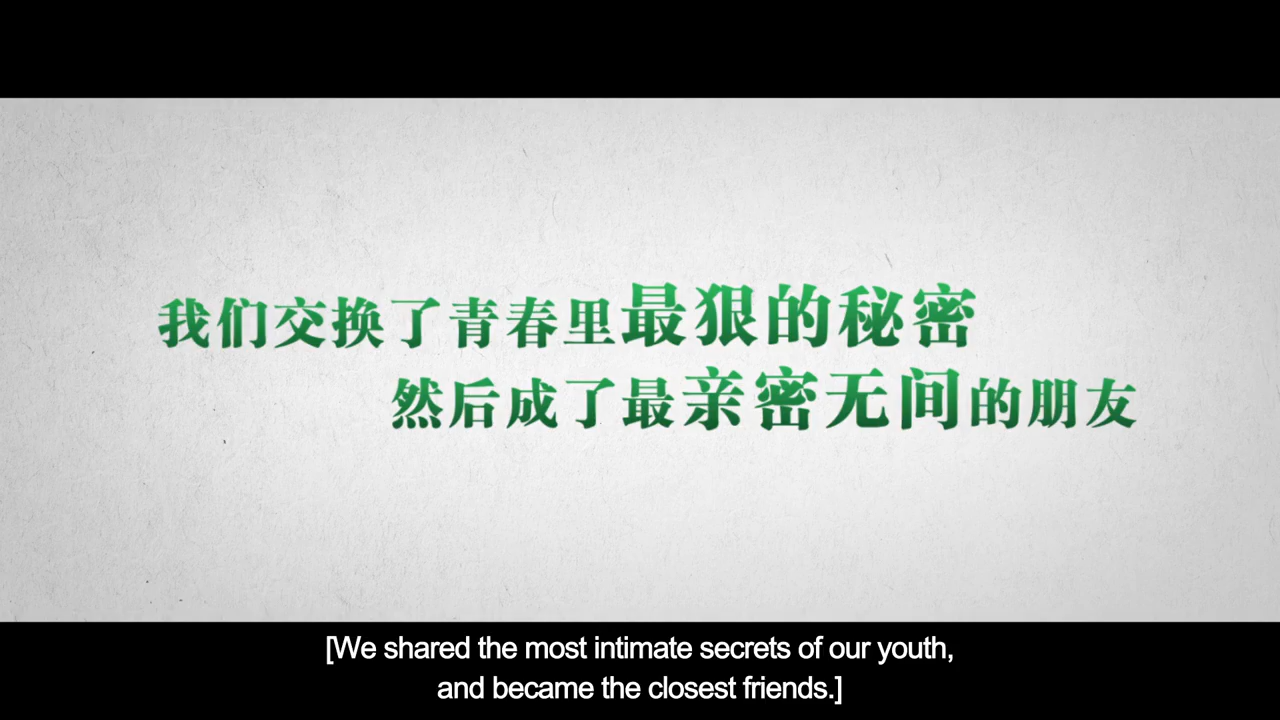 我们交换了青春里最狠的秘密
然后成了最亲密无间的朋友
[We shared the most intimate secrets of our youth,
and became the closest friends.]